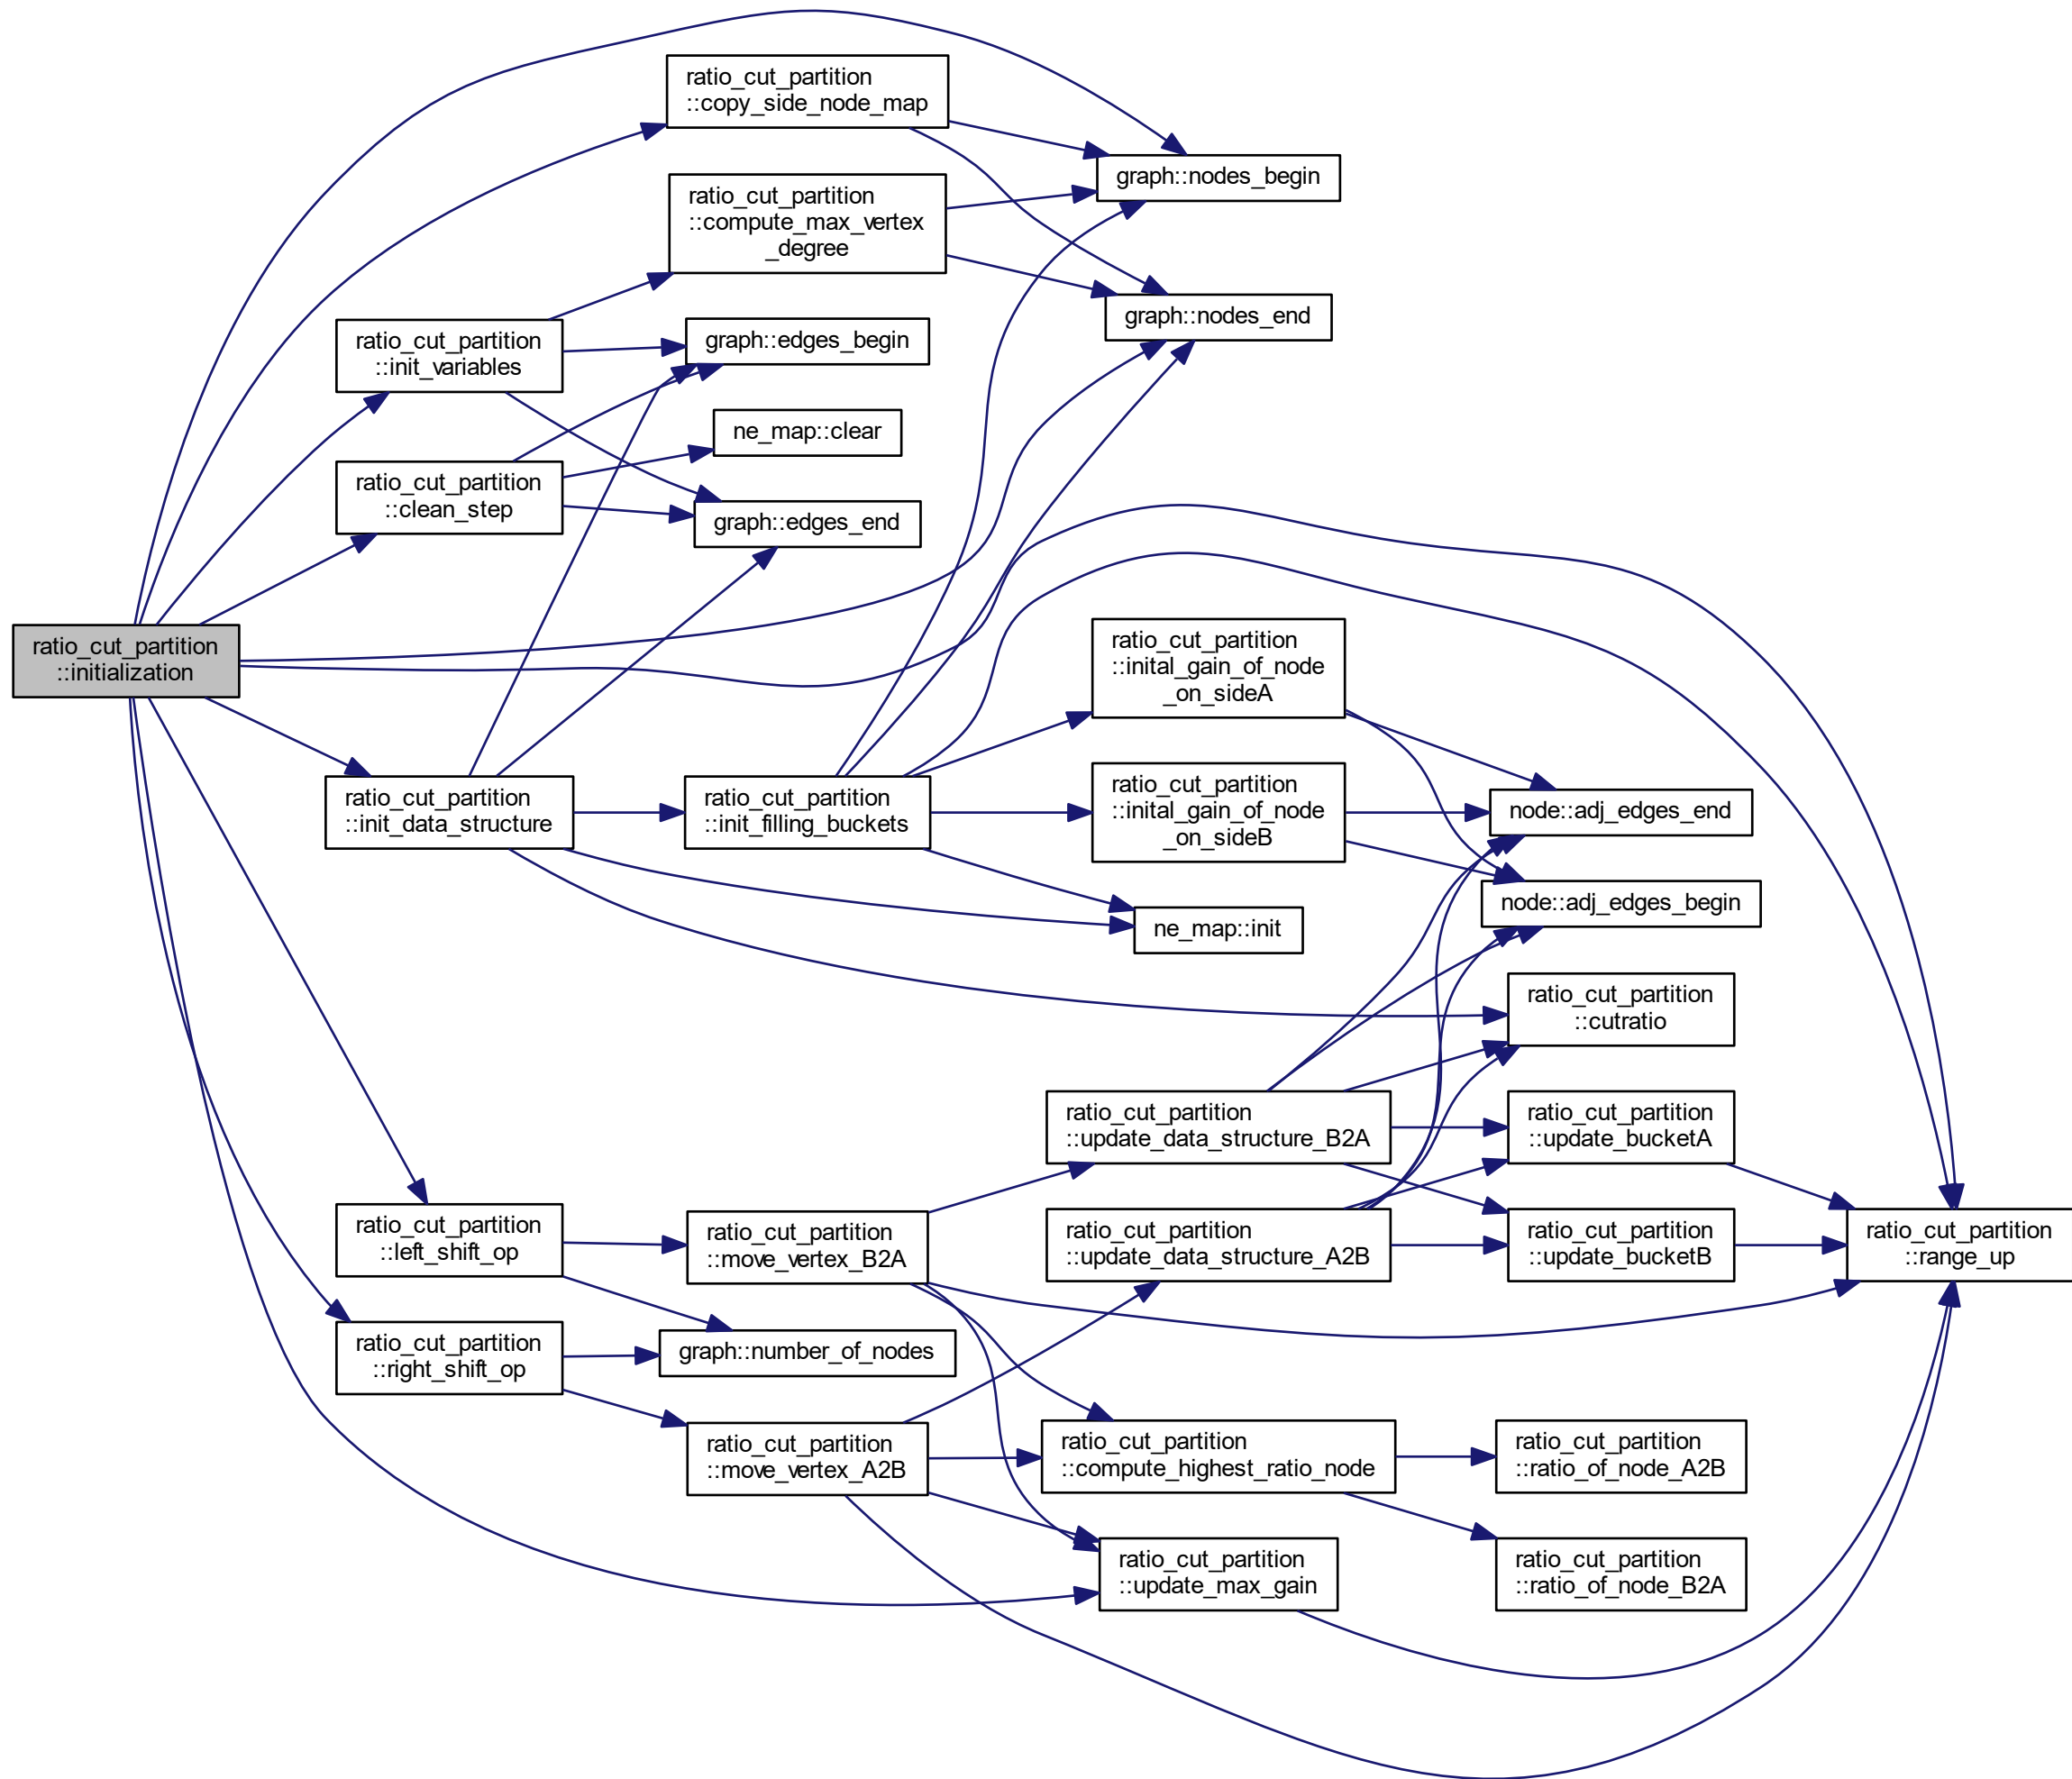 ratio_cut_partition
::copy_side_node_map
graph::nodes_begin
ratio_cut_partition
::compute_max_vertex
_degree
graph::nodes_end
ratio_cut_partition
::init_variables
graph::edges_begin
ne_map::clear
ratio_cut_partition
::clean_step
graph::edges_end
ratio_cut_partition
::initialization
ratio_cut_partition
::inital_gain_of_node
_on_sideA
ratio_cut_partition
::init_data_structure
ratio_cut_partition
::init_filling_buckets
ratio_cut_partition
::inital_gain_of_node
_on_sideB
node::adj_edges_end
node::adj_edges_begin
ne_map::init
ratio_cut_partition
::cutratio
ratio_cut_partition
::update_data_structure_B2A
ratio_cut_partition
::update_bucketA
ratio_cut_partition
::left_shift_op
ratio_cut_partition
::move_vertex_B2A
ratio_cut_partition
::update_data_structure_A2B
ratio_cut_partition
::update_bucketB
ratio_cut_partition
::range_up
ratio_cut_partition
::right_shift_op
graph::number_of_nodes
ratio_cut_partition
::move_vertex_A2B
ratio_cut_partition
::compute_highest_ratio_node
ratio_cut_partition
::ratio_of_node_A2B
ratio_cut_partition
::update_max_gain
ratio_cut_partition
::ratio_of_node_B2A